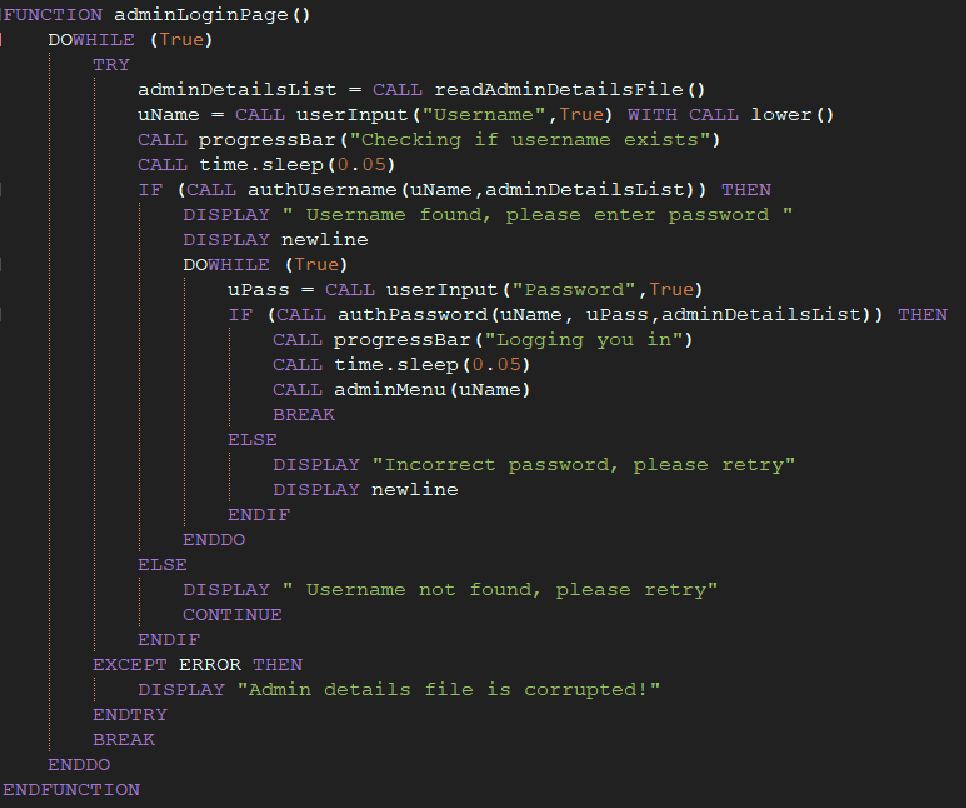 FUNCTION adminLoginPage()
DOWHILE (True)
TRY
adminDetailsList = CALL readAdminDetailsFile()
uName = CALL userInput("Username",True) WITH CALL lower()
CALL progressBar("Checking if username exists")
CALL time.sleep(0.05)
IF (CALL authUsername(uName,adminDetailsList)) THEN
DISPLAY " Username found, please enter password "
DISPLAY newline
DOWHILE (True)
uPass = CALL userInput("Password",True)
IF (CALL authPassword(uName, uPass,adminDetailsList)) THEN
CALL progressBar("Logging you in")
CALL time.sleep(0.05)
CALL adminMenu(uName)
BREAK
ELSE
DISPLAY "Incorrect password, please retry"
DISPLAY newline
ENDIF
ENDDO
ELSE
DISPLAY " Username not found, please retry"
CONTINUE
ENDIF
EXCEPT ERROR THEN
DISPLAY "Admin details file is corrupted!"
ENDTRY
BREAK
ENDDO
ENDFUNCTION